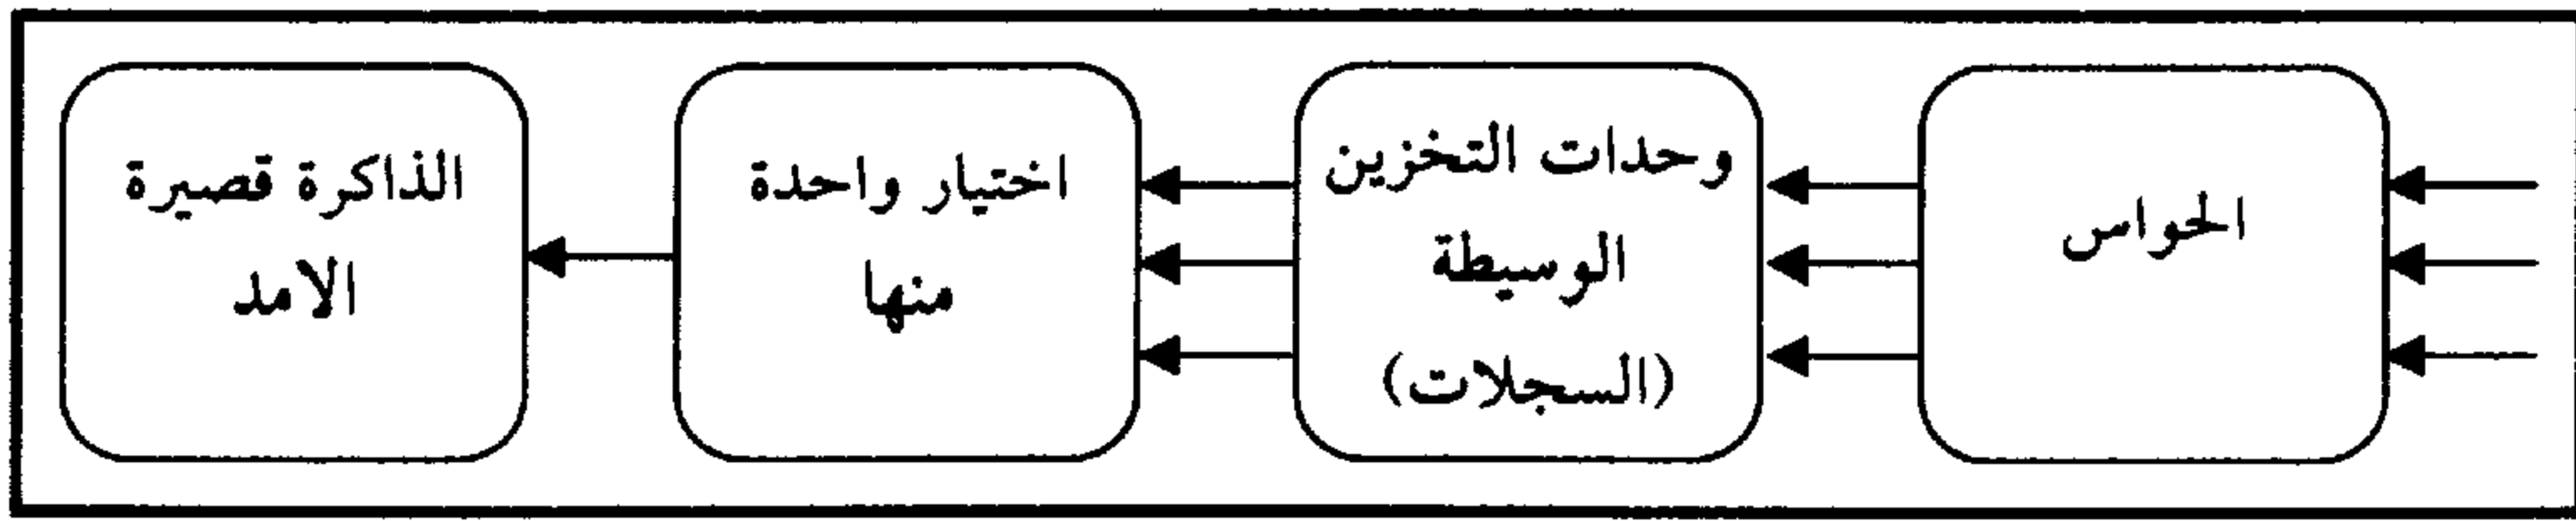 الحواس
وحدات التخزين
الوسيطة
(السجلات)
اختيار واحدة
منها
الذاكرة قصيرة
الامد